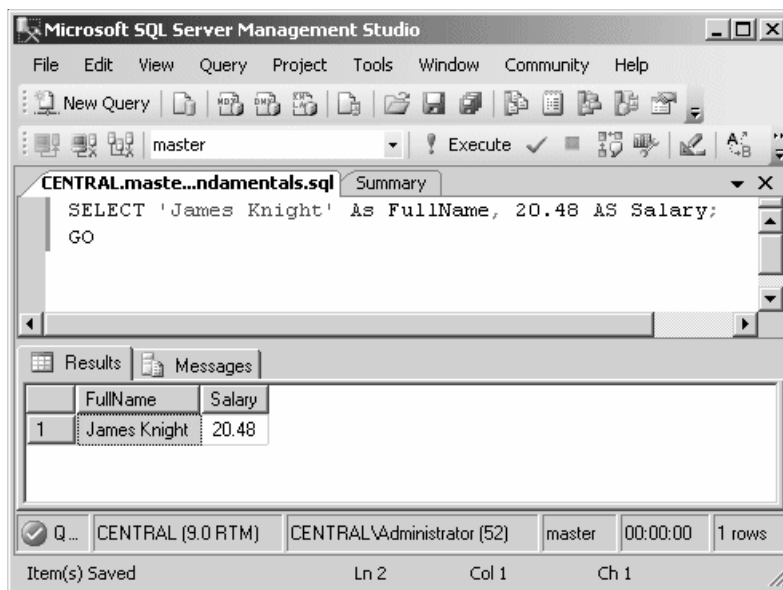 Microsoft SQL Server Management Studio
File Edit View Query Project Tools Window Community Help
New Query
master Execute
CENTRAL.maste...ndamentals.sql Summary
SELECT 'James Knight' As FullName, 20.48 AS Salary;
GO
Results Messages
FullName Salary
1 James Knight 20.48
Q... CENTRAL (9.0 RTM) CENTRAL\Administrator (52) master 00:00:00 1 rows
Item(s) Saved Ln 2 Col 1 Ch 1